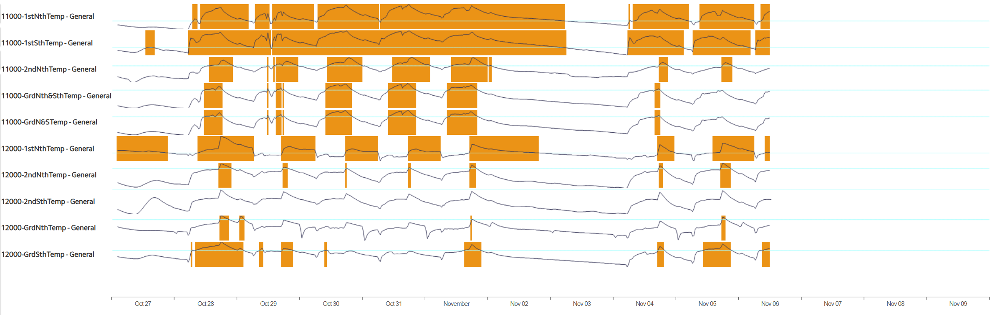 11000-1stNthTemp - General
11000-1stSthTemp - General
11000-2ndNthTemp - General
11000-GrdNth&SthTemp - General
11000-GrdN&STemp - General
12000-1stNthTemp - General
12000-2ndNthTemp - General
12000-2ndSthTemp - General
12000-GrdNthTemp - General
12000-GrdSthTemp - General
Oct 27 Oct 28 Oct 29 Oct 30 Oct 31 November Nov 02 Nov 03 Nov 04 Nov 05 Nov 06 Nov 07 Nov 08 Nov 09